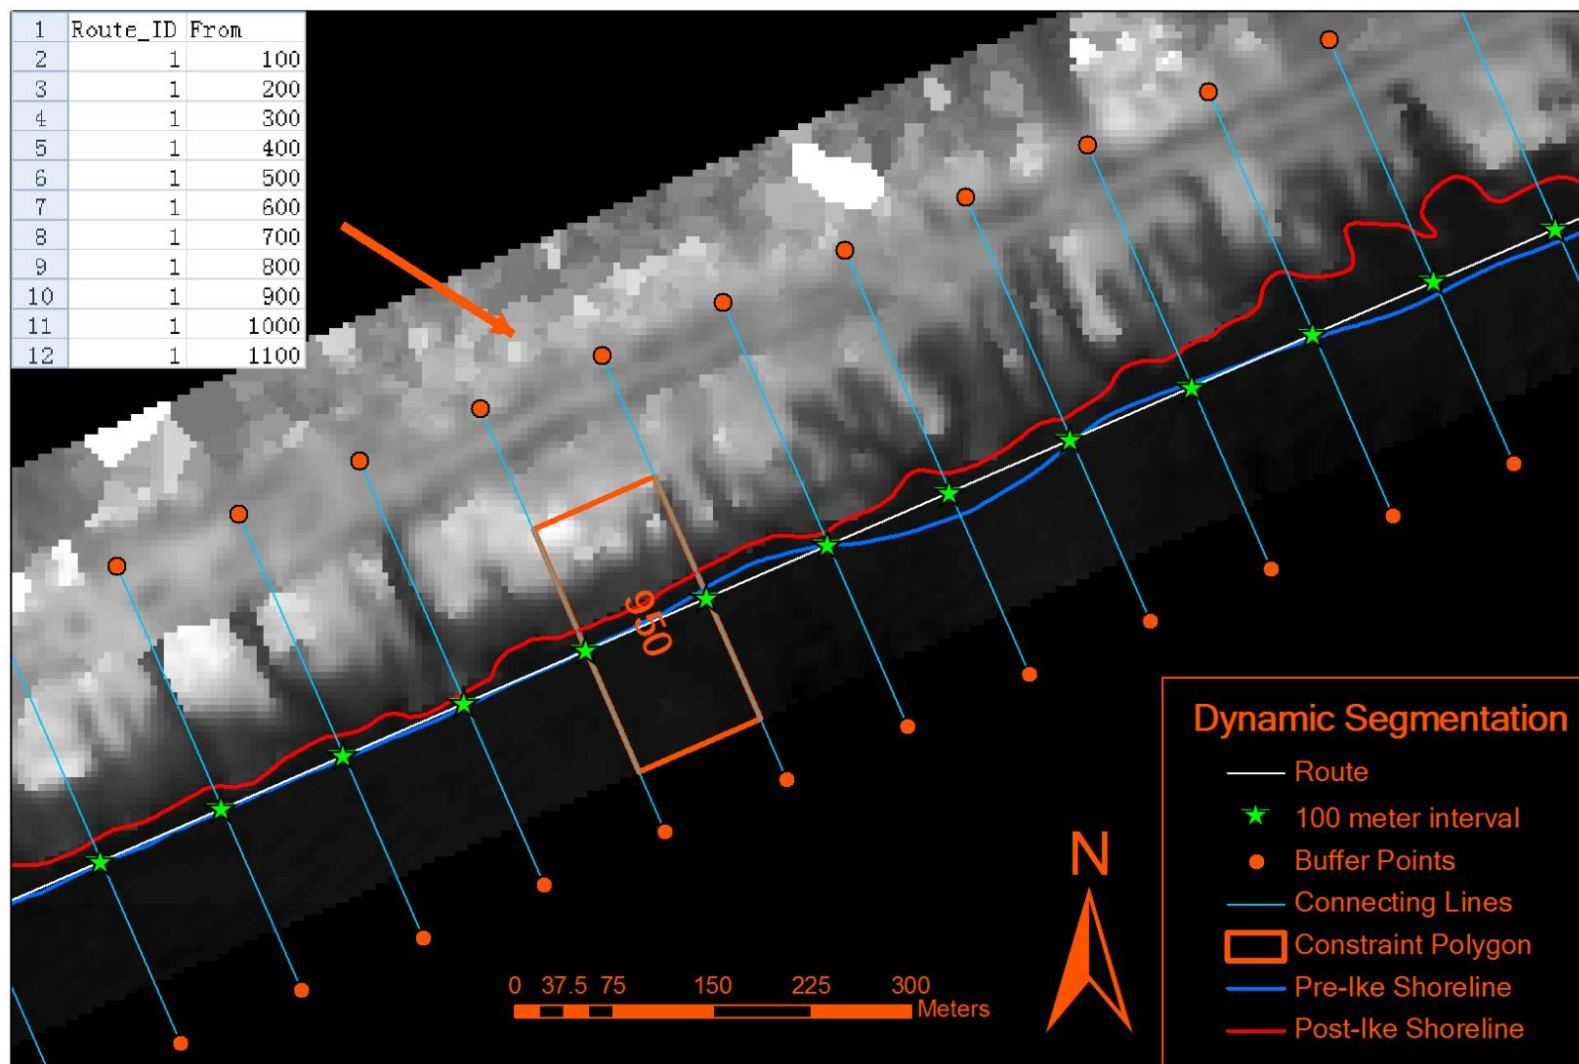 1 Route_ID From
2 1 100
3 1 200
4 1 300
5 1 400
6 1 500
7 1 600
8 1 700
9 1 800
10 1 900
11 1 1000
12 1 1100
950
Dynamic Segmentation
Route
100 meter interval
Buffer Points
Connecting Lines
Constraint Polygon
Pre-Ike Shoreline
Post-Ike Shoreline
N
0 37.5 75 150 225 300
Meters